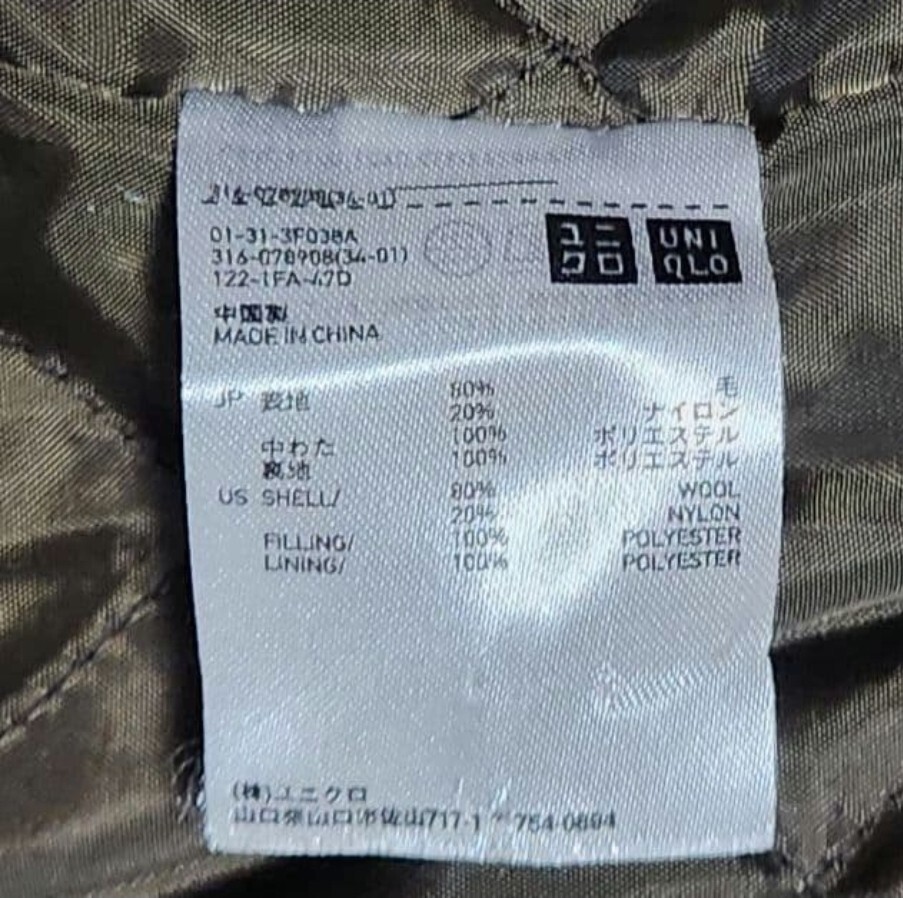 ユニクロ
UNIQLO
01-31-3F038A
316-078908(34-01)
122-1FA-47D
中国製
MADE IN CHINA
JP 表地 80% 毛
20% ナイロン
中わた 100% ポリエステル
裏地 100% ポリエステル
US SHELL/ 80% WOOL
20% NYLON
FILLING/ 100% POLYESTER
LINING/ 100% POLYESTER
(株)ユニクロ
山口県山口市佐山717-1